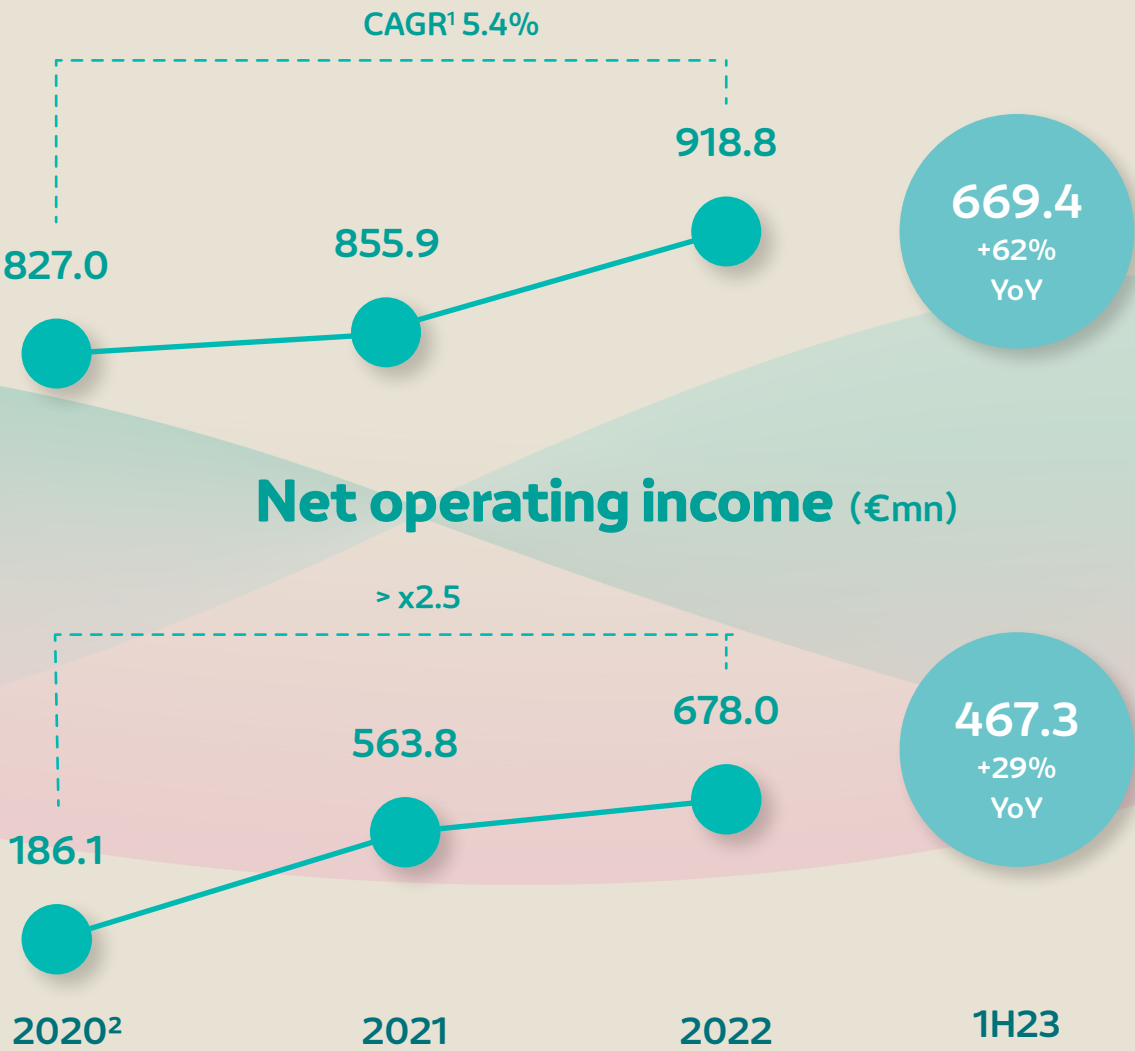 CAGR¹ 5.4%
918.8
669.4
+62%
YoY
855.9
827.0
Net operating income (€mn)
> x2.5
678.0
467.3
+29%
YoY
563.8
186.1
2020² 2021 2022 1H23